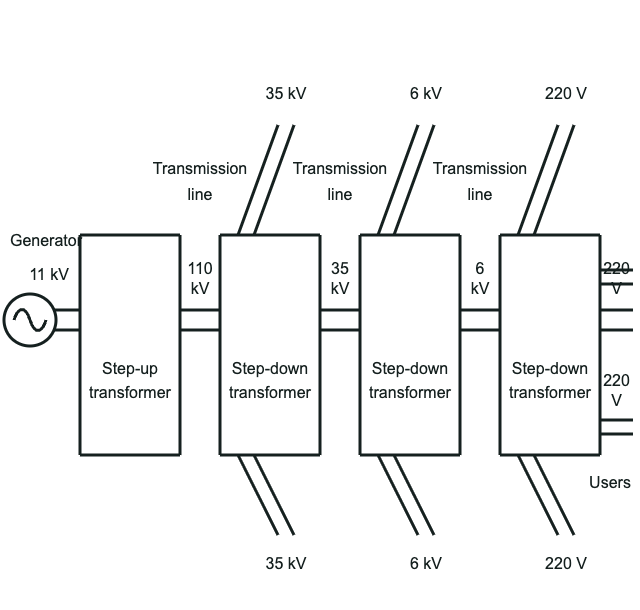 35 kV
6 kV
220 V
Transmission
line
Transmission
line
Transmission
line
Generator
11 kV
110
kV
35
kV
6
kV
220
V
Step-up
transformer
Step-down
transformer
Step-down
transformer
Step-down
transformer
220
V
Users
35 kV
6 kV
220 V